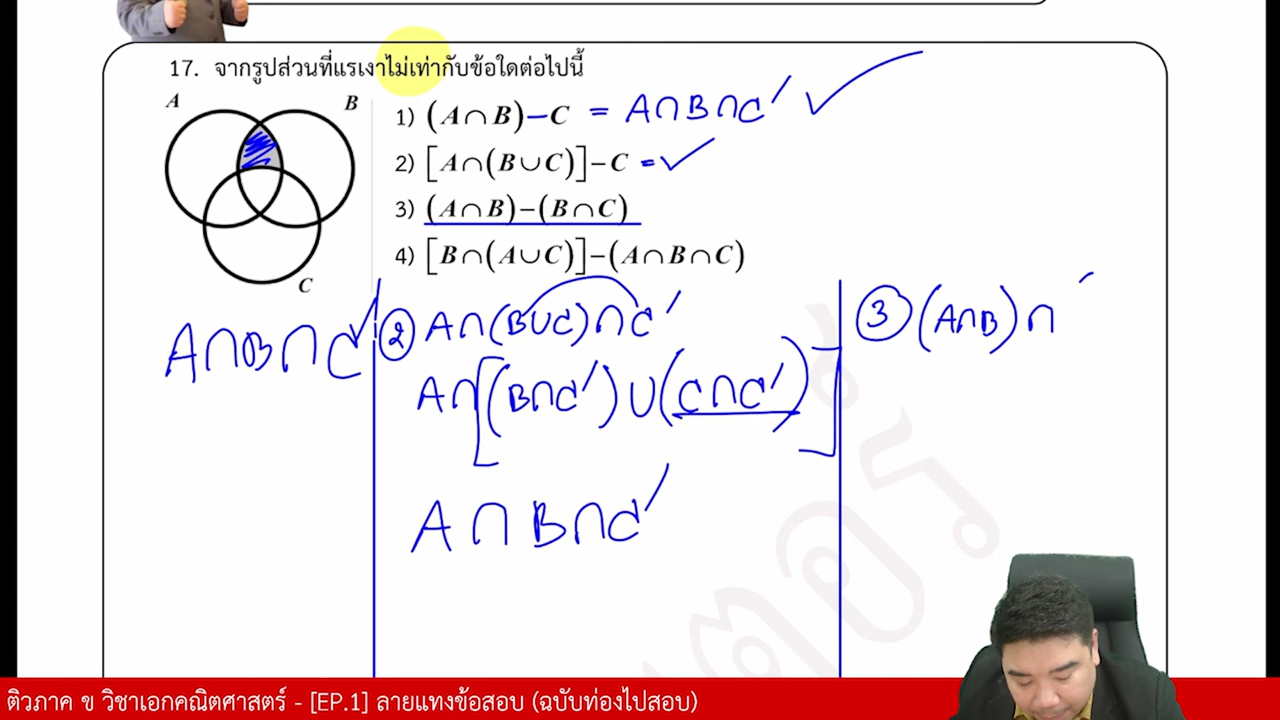 17. จากรูปส่วนที่แรเงาไม่เท่ากับข้อใดต่อไปนี้
A
B
C
1) (A∩B)−C = A∩B∩C′ ✓
2) [A∩(B∪C)]−C = ✓
3) (A∩B)−(B∩C)
4) [B∩(A∪C)]−(A∩B∩C)
A∩B∩C′
② A∩(B∪C)∩C′
A∩[(B∩C′)∪(C∩C′)]
A∩B∩C′
③ (A∩B)∩ ′
ติวภาค ข วิชาเอกคณิตศาสตร์ - [EP.1] ลายแทงข้อสอบ (ฉบับท่องไปสอบ)